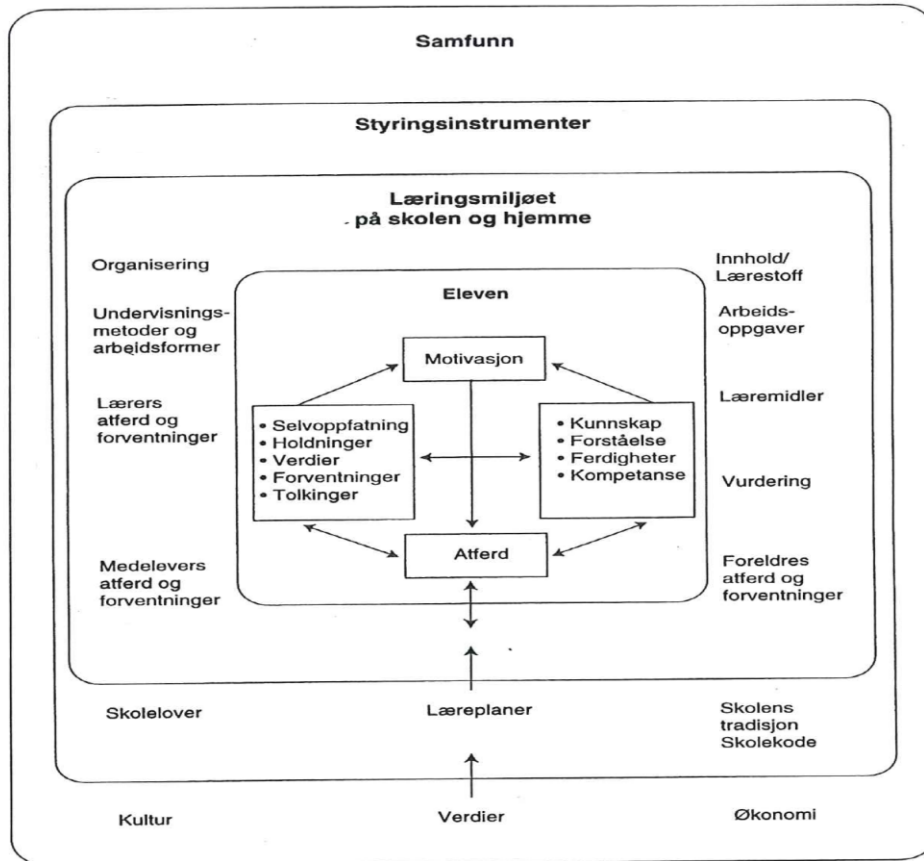 Samfunn
Styringsinstrumenter
Læringsmiljøet
på skolen og hjemme
Organisering
Undervisnings-
metoder og
arbeidsformer
Lærers
atferd og
forventninger
Medelevers
atferd og
forventninger
Eleven
Motivasjon
• Selvoppfatning
• Holdninger
• Verdier
• Forventninger
• Tolkinger
• Kunnskap
• Forståelse
• Ferdigheter
• Kompetanse
Atferd
Innhold/
Lærestoff
Arbeids-
oppgaver
Læremidler
Vurdering
Foreldres
atferd og
forventninger
Skolelover
Læreplaner
Skolens
tradisjon
Skolekode
Kultur
Verdier
Økonomi